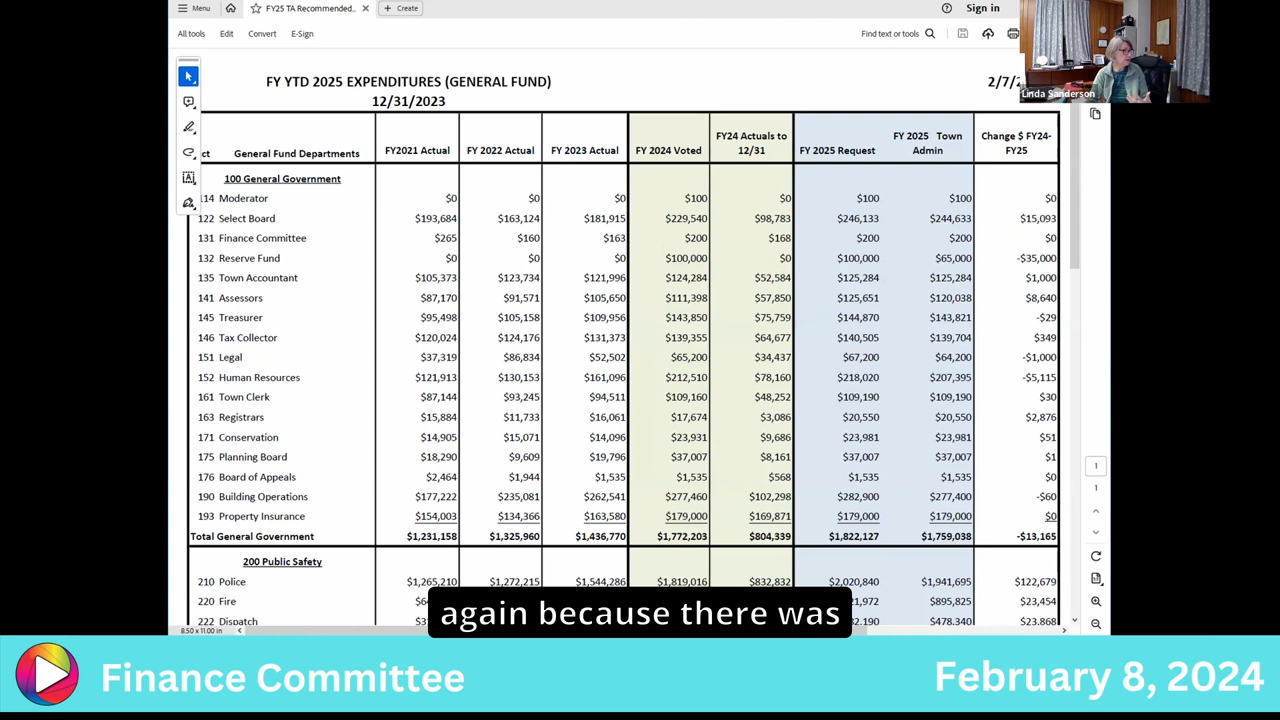 Menu FY25 TA Recommended... Create Sign in
All tools Edit Convert E-Sign Find text or tools
Linda Sanderson
FY YTD 2025 EXPENDITURES (GENERAL FUND) 2/7/2
12/31/2023
ct General Fund Departments FY2021 Actual FY 2022 Actual FY 2023 Actual FY 2024 Voted FY24 Actuals to 12/31 FY 2025 Request FY 2025 Town Admin Change $ FY24-FY25
100 General Government
114 Moderator $0 $0 $0 $100 $0 $100 $100 $0
122 Select Board $193,684 $163,124 $181,915 $229,540 $98,783 $246,133 $244,633 $15,093
131 Finance Committee $265 $160 $163 $200 $168 $200 $200 $0
132 Reserve Fund $0 $0 $0 $100,000 $0 $100,000 $65,000 -$35,000
135 Town Accountant $105,373 $123,734 $121,996 $124,284 $52,584 $125,284 $125,284 $1,000
141 Assessors $87,170 $91,571 $105,650 $111,398 $57,850 $125,651 $120,038 $8,640
145 Treasurer $95,498 $105,158 $109,956 $143,850 $75,759 $144,870 $143,821 -$29
146 Tax Collector $120,024 $124,176 $131,373 $139,355 $64,677 $140,505 $139,704 $349
151 Legal $37,319 $86,834 $52,502 $65,200 $34,437 $67,200 $64,200 -$1,000
152 Human Resources $121,913 $130,153 $161,096 $212,510 $78,160 $218,020 $207,395 -$5,115
161 Town Clerk $87,144 $93,245 $94,511 $109,160 $48,252 $109,190 $109,190 $30
163 Registrars $15,884 $11,733 $16,061 $17,674 $3,086 $20,550 $20,550 $2,876
171 Conservation $14,905 $15,071 $14,096 $23,931 $9,686 $23,981 $23,981 $51
175 Planning Board $18,290 $9,609 $19,796 $37,007 $8,161 $37,007 $37,007 $1
176 Board of Appeals $2,464 $1,944 $1,535 $1,535 $568 $1,535 $1,535 $0
190 Building Operations $177,222 $235,081 $262,541 $277,460 $102,298 $282,900 $277,400 -$60
193 Property Insurance $154,003 $134,366 $163,580 $179,000 $169,871 $179,000 $179,000 $0
Total General Government $1,231,158 $1,325,960 $1,436,770 $1,772,203 $804,339 $1,822,127 $1,759,038 -$13,165
200 Public Safety
210 Police $1,265,210 $1,272,215 $1,544,286 $1,819,016 $832,832 $2,020,840 $1,941,695 $122,679
220 Fire 21,972 $895,825 $23,454
222 Dispatch $478,340 $23,868
1
1
8.50 x 11.00 in
again because there was
Finance Committee February 8, 2024